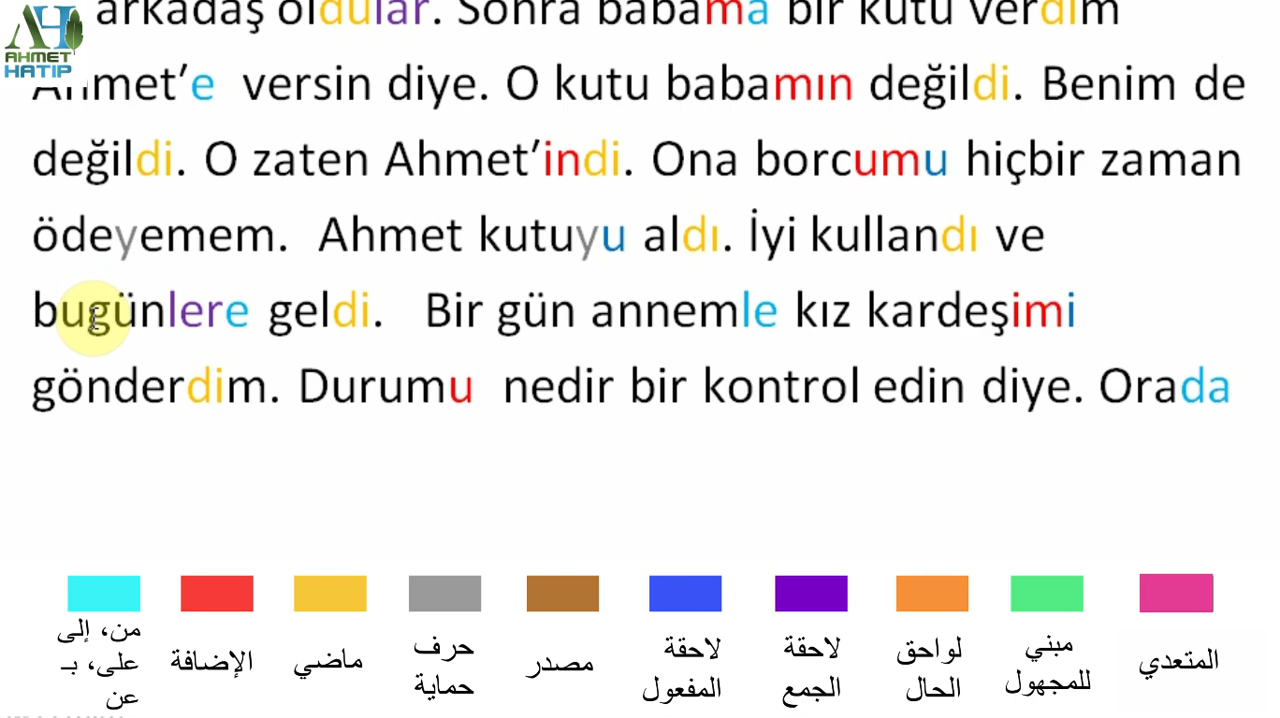 AHMET
HATIP
arkadaş oldular. Sonra babama bir kutu verdim
Ahmet’e versin diye. O kutu babamın değildi. Benim de
değildi. O zaten Ahmet’indi. Ona borcumu hiçbir zaman
ödeyemem. Ahmet kutuyu aldı. İyi kullandı ve
bugünlere geldi. Bir gün annemle kız kardeşimi
gönderdim. Durumu nedir bir kontrol edin diye. Orada
من، إلى
على، بـ
عن
الإضافة
ماضي
حرف
حماية
مصدر
لاحقة
المفعول
لاحقة
الجمع
لواحق
الحال
مبني
للمجهول
المتعدي